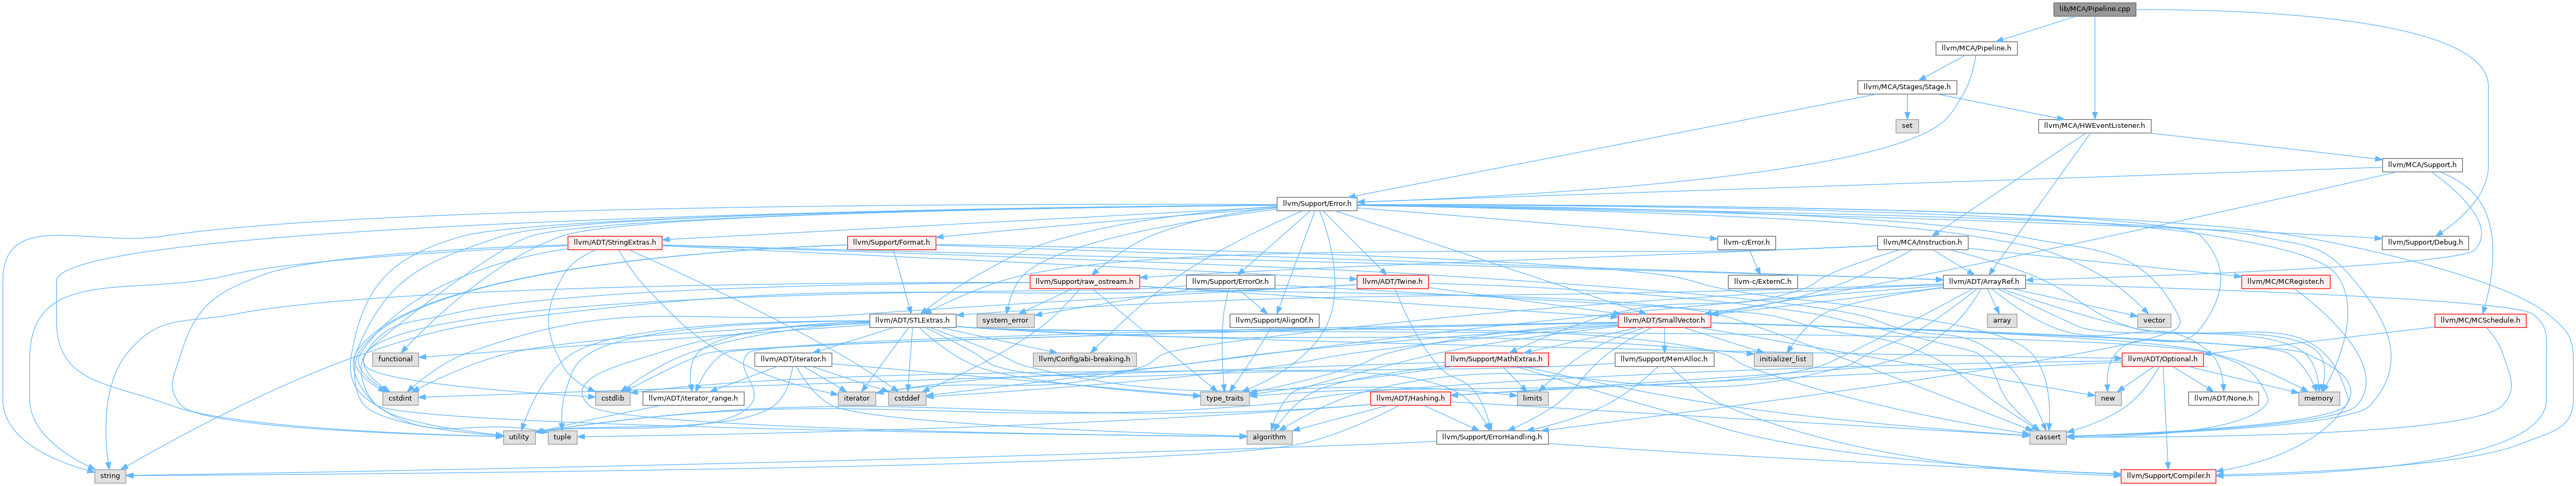 lib/MCA/Pipeline.cpp
llvm/MCA/Pipeline.h
llvm/MCA/Stages/Stage.h
set
llvm/MCA/HWEventListener.h
llvm/MCA/Support.h
llvm/Support/Error.h
llvm/ADT/StringExtras.h
llvm/Support/Format.h
llvm-c/Error.h
llvm/MCA/Instruction.h
llvm/Support/Debug.h
llvm/Support/raw_ostream.h
llvm/Support/ErrorOr.h
llvm/ADT/Twine.h
llvm-c/ExternC.h
llvm/ADT/ArrayRef.h
llvm/MC/MCRegister.h
llvm/ADT/STLExtras.h
system_error
llvm/Support/AlignOf.h
llvm/ADT/SmallVector.h
array
vector
llvm/MC/MCSchedule.h
functional
llvm/ADT/iterator.h
llvm/Config/abi-breaking.h
llvm/Support/MathExtras.h
llvm/Support/MemAlloc.h
initializer_list
llvm/ADT/Optional.h
cstdint
cstdlib
llvm/ADT/iterator_range.h
iterator
cstddef
type_traits
llvm/ADT/Hashing.h
limits
new
llvm/ADT/None.h
memory
utility
tuple
algorithm
llvm/Support/ErrorHandling.h
cassert
string
llvm/Support/Compiler.h